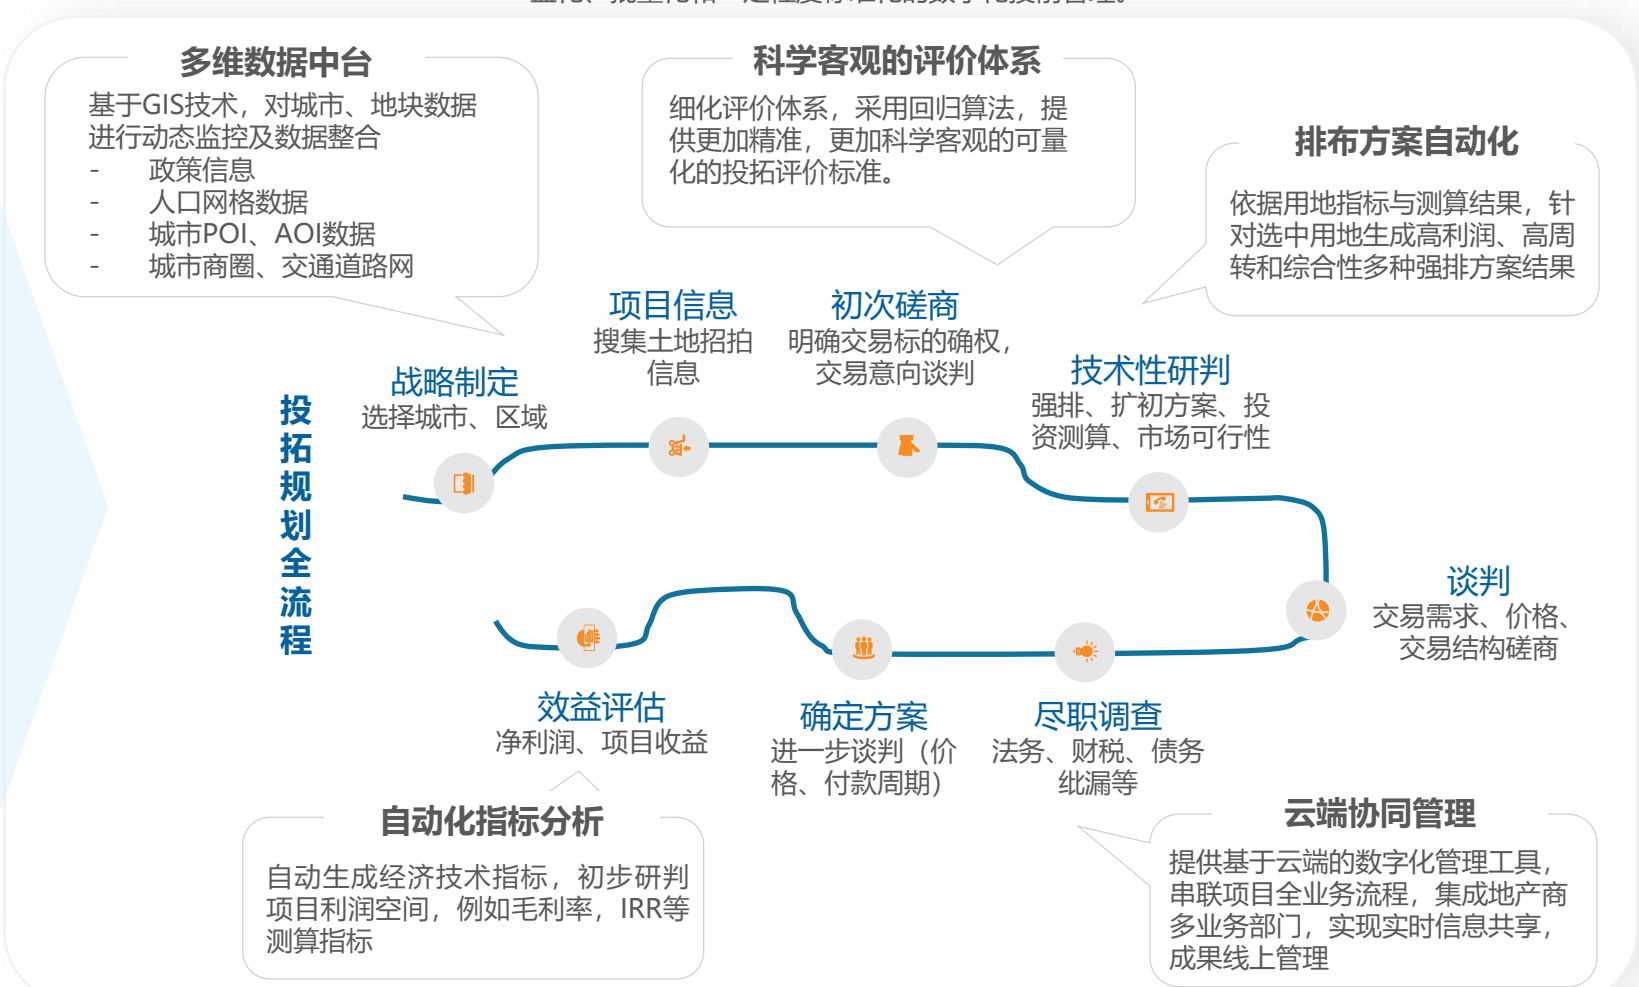 多维数据中台
基于GIS技术，对城市、地块数据
进行动态监控及数据整合
- 政策信息
- 人口网格数据
- 城市POI、AOI数据
- 城市商圈、交通道路网
科学客观的评价体系
细化评价体系，采用回归算法，提
供更加精准，更加科学客观的可量
化的投拓评价标准。
排布方案自动化
依据用地指标与测算结果，针
对选中用地生成高利润、高周
转和综合性多种强排方案结果
投
拓
规
划
全
流
程
战略制定
选择城市、区域
项目信息
搜集土地招拍
信息
初次磋商
明确交易标的确权，
交易意向谈判
技术性研判
强排、扩初方案、投
资测算、市场可行性
谈判
交易需求、价格、
交易结构磋商
效益评估
净利润、项目收益
确定方案
进一步谈判（价
格、付款周期）
尽职调查
法务、财税、债务
纰漏等
自动化指标分析
自动生成经济技术指标，初步研判
项目利润空间，例如毛利率，IRR等
测算指标
云端协同管理
提供基于云端的数字化管理工具，
串联项目全业务流程，集成地产商
多业务部门，实现实时信息共享，
成果线上管理